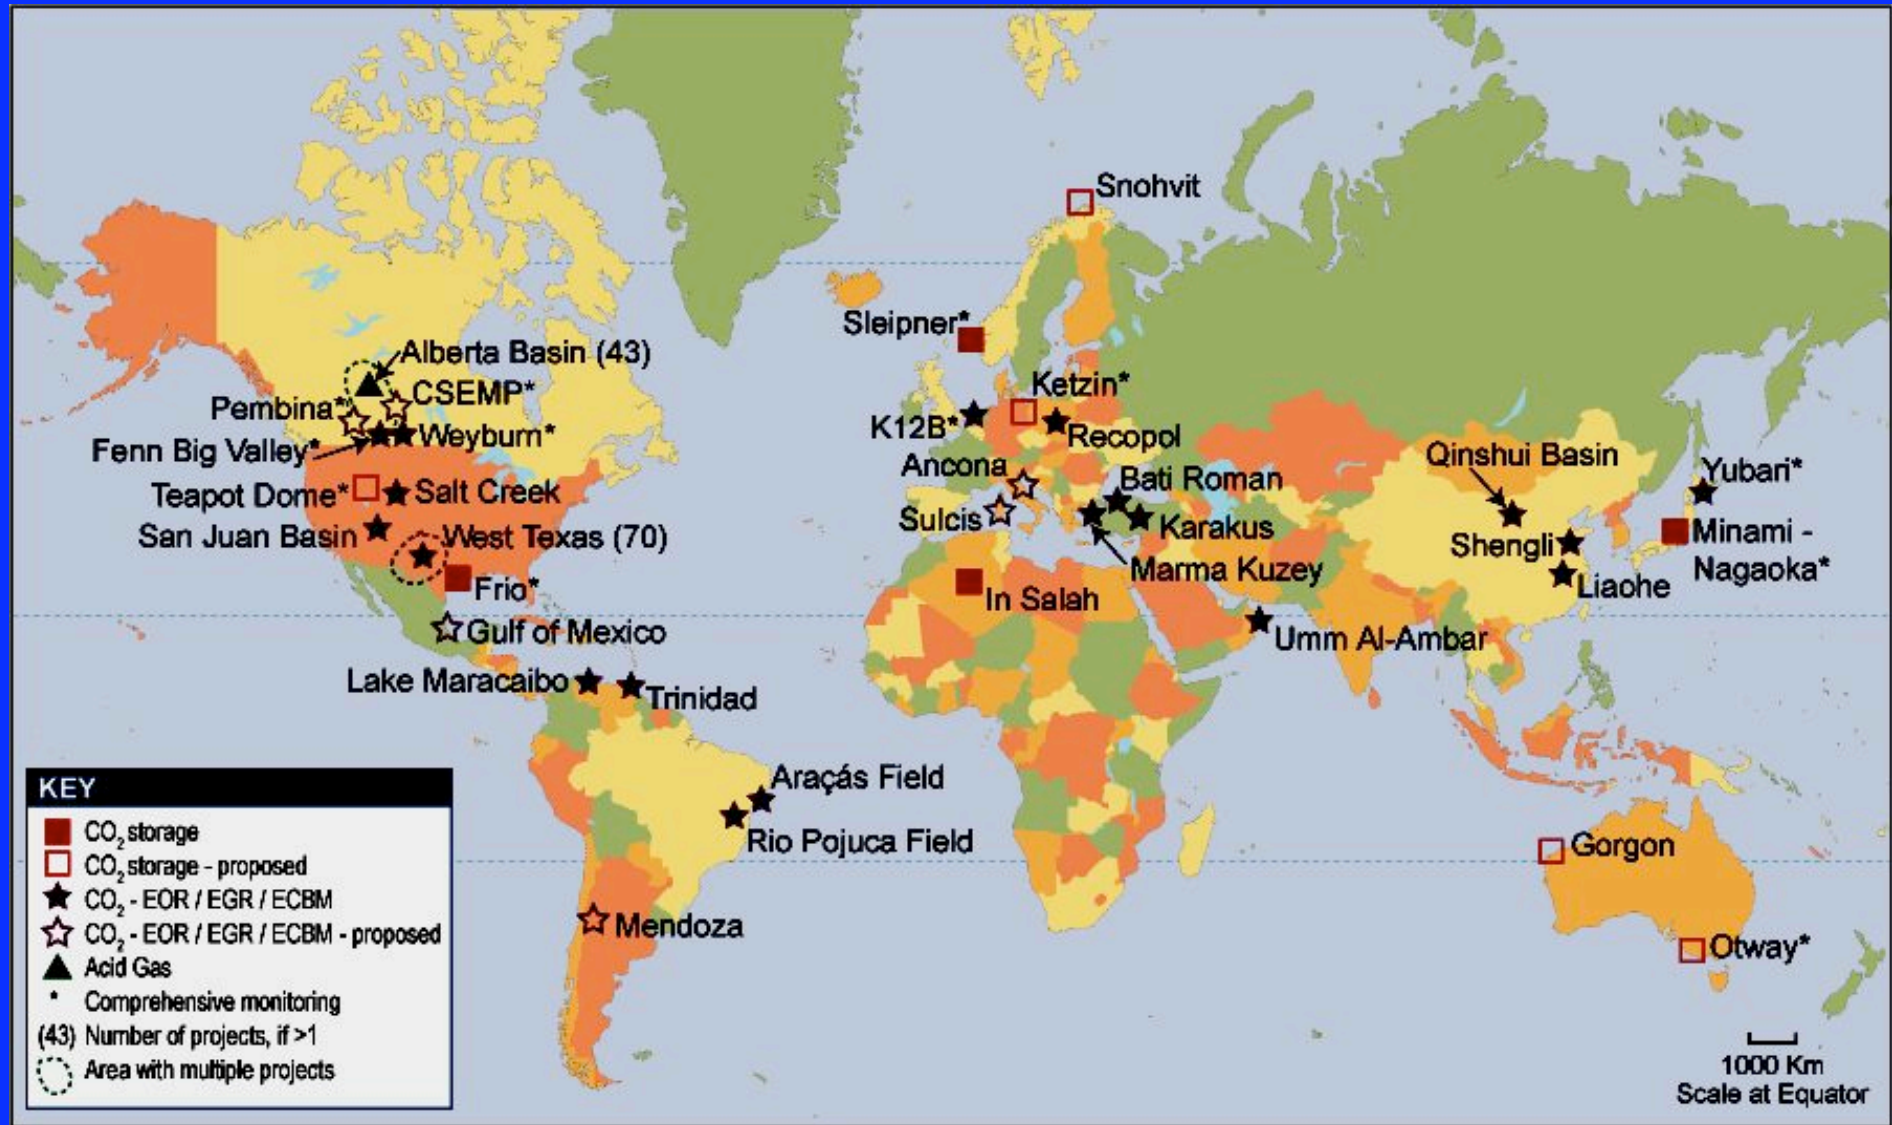 Snohvit
Sleipner*
Alberta Basin (43)
CSEMP*
Pembina*
Fenn Big Valley*
Weyburn*
Teapot Dome*
Salt Creek
San Juan Basin
West Texas (70)
Frio*
Gulf of Mexico
Lake Maracaibo
Trinidad
Araçás Field
Rio Pojuca Field
Mendoza
Ketzin*
K12B*
Recopol
Ancona
Bati Roman
Sulcis
Karakus
Marma Kuzey
In Salah
Umm Al-Ambar
Qinshui Basin
Yubari*
Shengli
Minami -
Nagaoka*
Liaohe
Gorgon
Otway*
KEY
CO₂ storage
CO₂ storage - proposed
CO₂ - EOR / EGR / ECBM
CO₂ - EOR / EGR / ECBM - proposed
Acid Gas
* Comprehensive monitoring
(43) Number of projects, if >1
Area with multiple projects
1000 Km
Scale at Equator